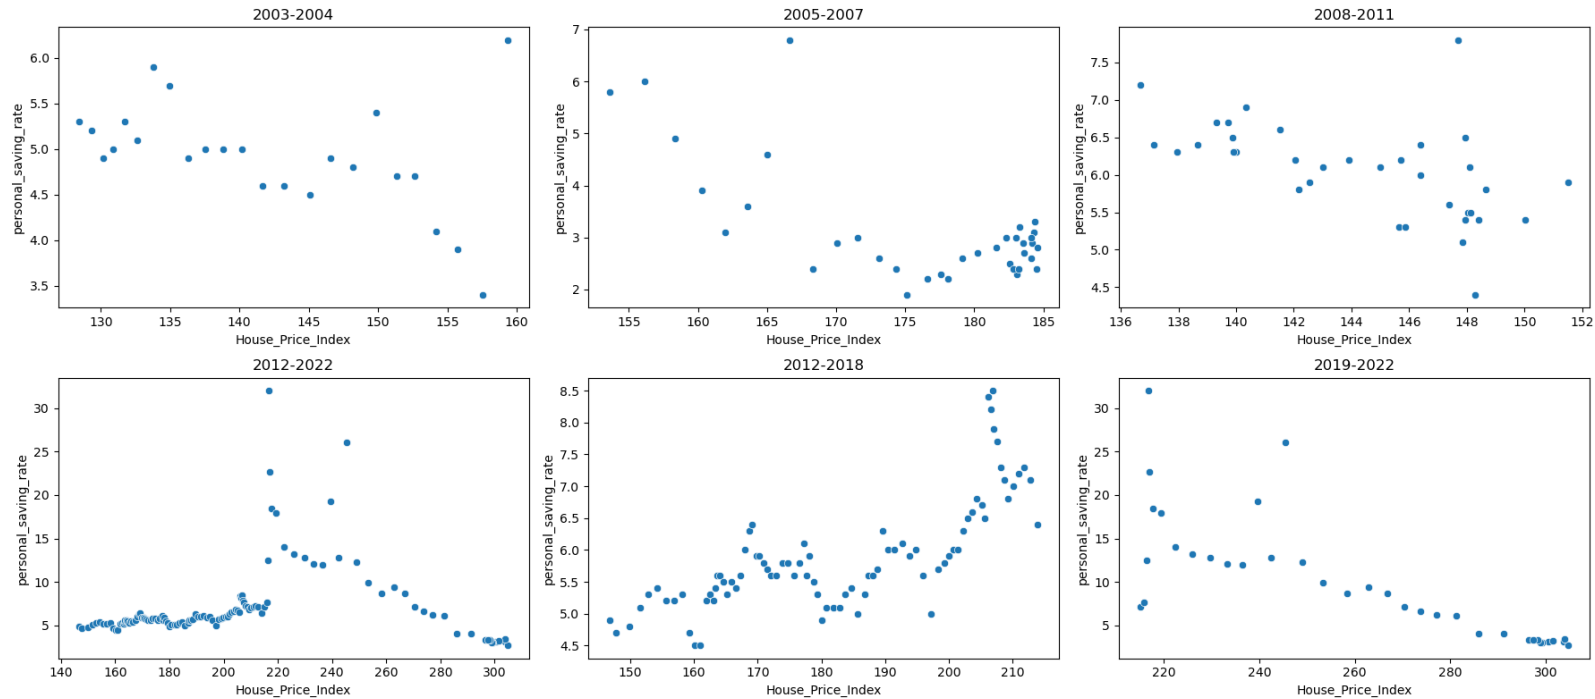 2003-2004
personal_saving_rate
6.0
5.5
5.0
4.5
4.0
3.5
130 135 140 145 150 155 160
House_Price_Index
2005-2007
personal_saving_rate
7
6
5
4
3
2
155 160 165 170 175 180 185
House_Price_Index
2008-2011
personal_saving_rate
7.5
7.0
6.5
6.0
5.5
5.0
4.5
136 138 140 142 144 146 148 150 152
House_Price_Index
2012-2022
personal_saving_rate
30
25
20
15
10
5
140 160 180 200 220 240 260 280 300
House_Price_Index
2012-2018
personal_saving_rate
8.5
8.0
7.5
7.0
6.5
6.0
5.5
5.0
4.5
150 160 170 180 190 200 210
House_Price_Index
2019-2022
personal_saving_rate
30
25
20
15
10
5
220 240 260 280 300
House_Price_Index